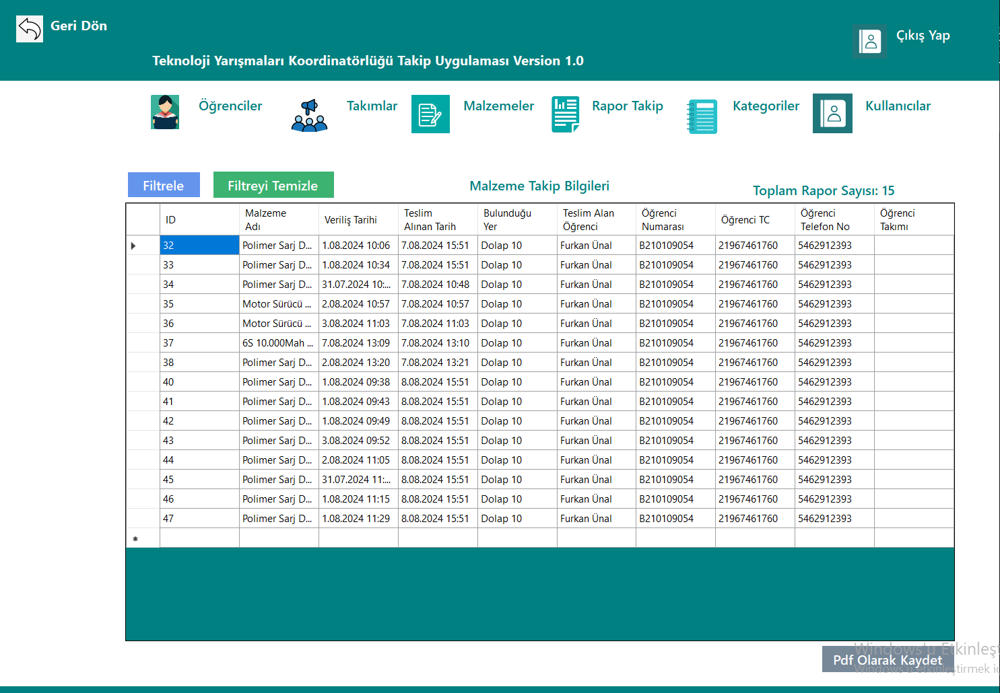 Geri Dön
Çıkış Yap
Teknoloji Yarışmaları Koordinatörlüğü Takip Uygulaması Version 1.0
Öğrenciler Takımlar Malzemeler Rapor Takip Kategoriler Kullanıcılar
Filtrele Filtreyi Temizle Malzeme Takip Bilgileri Toplam Rapor Sayısı: 15
ID Malzeme Adı Veriliş Tarihi Teslim Alınan Tarih Bulunduğu Yer Teslim Alan Öğrenci Öğrenci Numarası Öğrenci TC Öğrenci Telefon No Öğrenci Takımı
32 Polimer Sarj D... 1.08.2024 10:06 7.08.2024 15:51 Dolap 10 Furkan Ünal B210109054 21967461760 5462912393
33 Polimer Sarj D... 1.08.2024 10:34 7.08.2024 15:51 Dolap 10 Furkan Ünal B210109054 21967461760 5462912393
34 Polimer Sarj D... 31.07.2024 10:... 7.08.2024 10:48 Dolap 10 Furkan Ünal B210109054 21967461760 5462912393
35 Motor Sürücü ... 2.08.2024 10:57 7.08.2024 10:57 Dolap 10 Furkan Ünal B210109054 21967461760 5462912393
36 Motor Sürücü ... 3.08.2024 11:03 7.08.2024 11:03 Dolap 10 Furkan Ünal B210109054 21967461760 5462912393
37 6S 10.000Mah ... 7.08.2024 13:09 7.08.2024 13:10 Dolap 10 Furkan Ünal B210109054 21967461760 5462912393
38 Polimer Sarj D... 2.08.2024 13:20 7.08.2024 13:21 Dolap 10 Furkan Ünal B210109054 21967461760 5462912393
40 Polimer Sarj D... 1.08.2024 09:38 8.08.2024 15:51 Dolap 10 Furkan Ünal B210109054 21967461760 5462912393
41 Polimer Sarj D... 1.08.2024 09:43 8.08.2024 15:51 Dolap 10 Furkan Ünal B210109054 21967461760 5462912393
42 Polimer Sarj D... 1.08.2024 09:49 8.08.2024 15:51 Dolap 10 Furkan Ünal B210109054 21967461760 5462912393
43 Polimer Sarj D... 3.08.2024 09:52 8.08.2024 15:51 Dolap 10 Furkan Ünal B210109054 21967461760 5462912393
44 Polimer Sarj D... 2.08.2024 11:05 8.08.2024 15:51 Dolap 10 Furkan Ünal B210109054 21967461760 5462912393
45 Polimer Sarj D... 31.07.2024 11:... 8.08.2024 15:51 Dolap 10 Furkan Ünal B210109054 21967461760 5462912393
46 Polimer Sarj D... 1.08.2024 11:15 8.08.2024 15:51 Dolap 10 Furkan Ünal B210109054 21967461760 5462912393
47 Polimer Sarj D... 1.08.2024 11:29 8.08.2024 15:51 Dolap 10 Furkan Ünal B210109054 21967461760 5462912393
Windows'u Etkinleşt
Pdf Olarak Kaydet
Windows'u etkinleştirmek iç